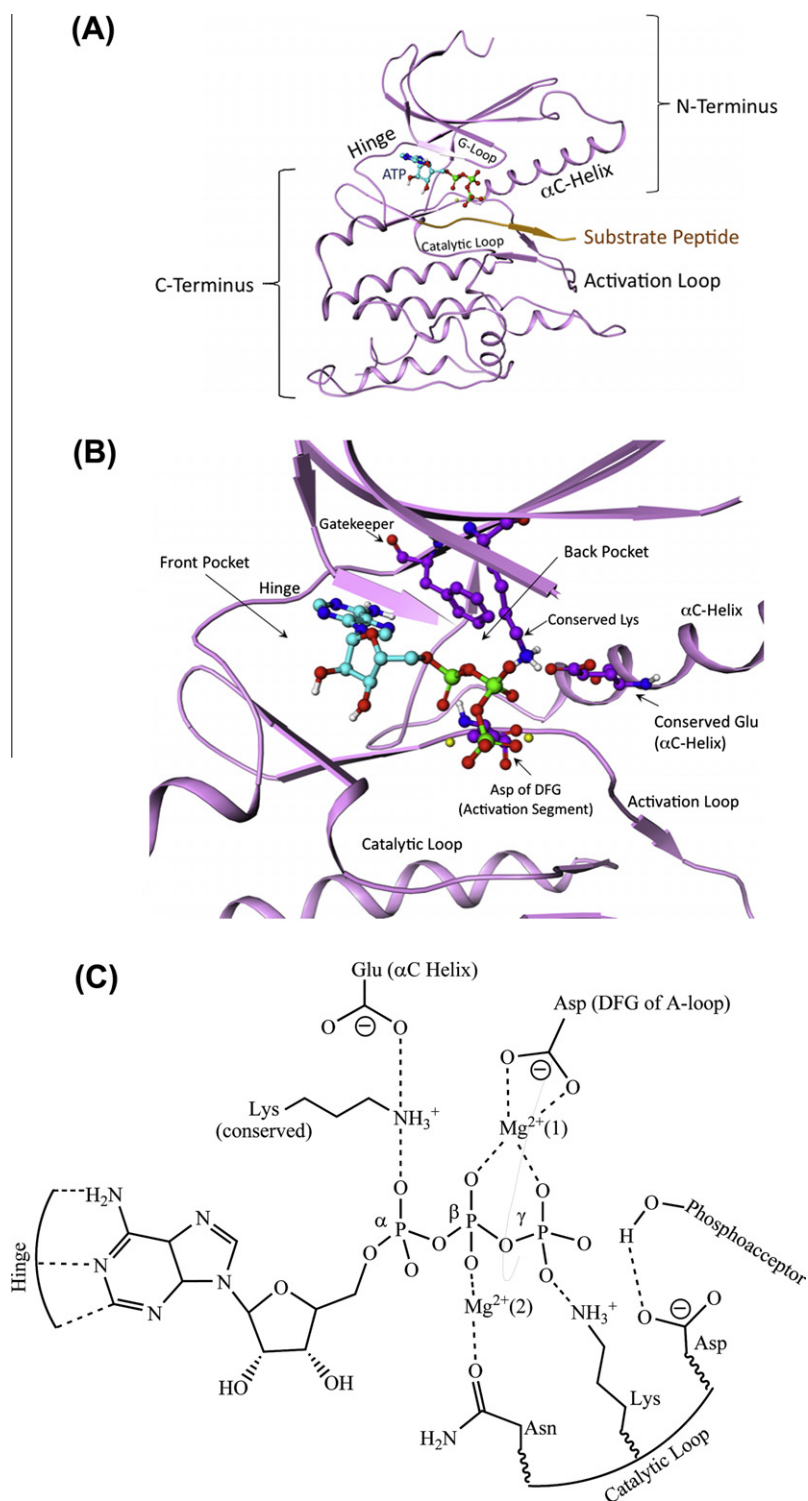 (A)
N-Terminus
Hinge
G-Loop
ATP
αC-Helix
Substrate Peptide
Catalytic Loop
Activation Loop
C-Terminus
(B)
Gatekeeper
Back Pocket
Front Pocket
Hinge
αC-Helix
Conserved Lys
Conserved Glu
(αC-Helix)
Asp of DFG
(Activation Segment)
Activation Loop
Catalytic Loop
(C)
Glu (αC Helix)
Asp (DFG of A-loop)
O
O
O
O
Lys
(conserved)
NH₃⁺
Mg²⁺(1)
H₂N
O
O
O
α
β
γ
O
Phosphoacceptor
H
Hinge
N
N
N
N
O
P
O
P
O
P
O
O
O
O
O
Mg²⁺(2)
NH₃⁺
O
O
Asp
HO
OH
O
Lys
H₂N
Asn
Catalytic Loop